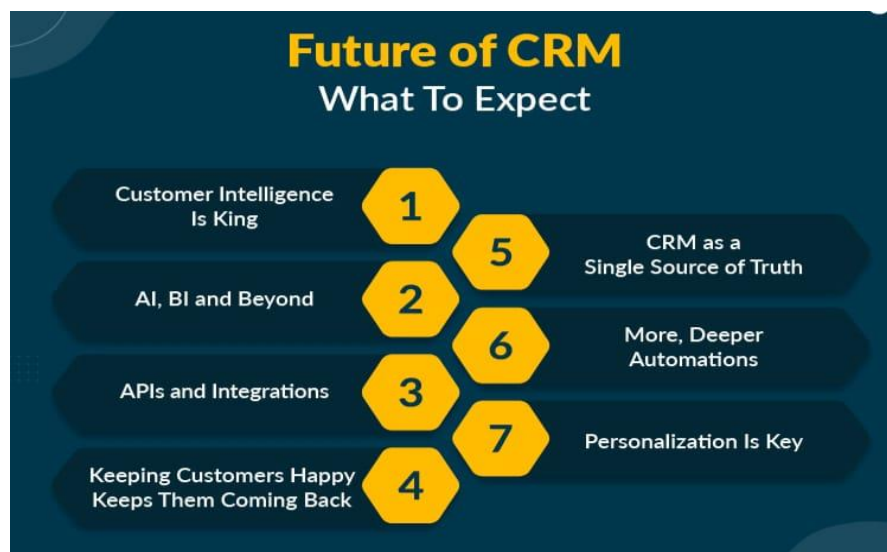 Future of CRM
What To Expect
Customer Intelligence
Is King
1
AI, BI and Beyond
2
APIs and Integrations
3
Keeping Customers Happy
Keeps Them Coming Back
4
5
CRM as a
Single Source of Truth
6
More, Deeper
Automations
7
Personalization Is Key